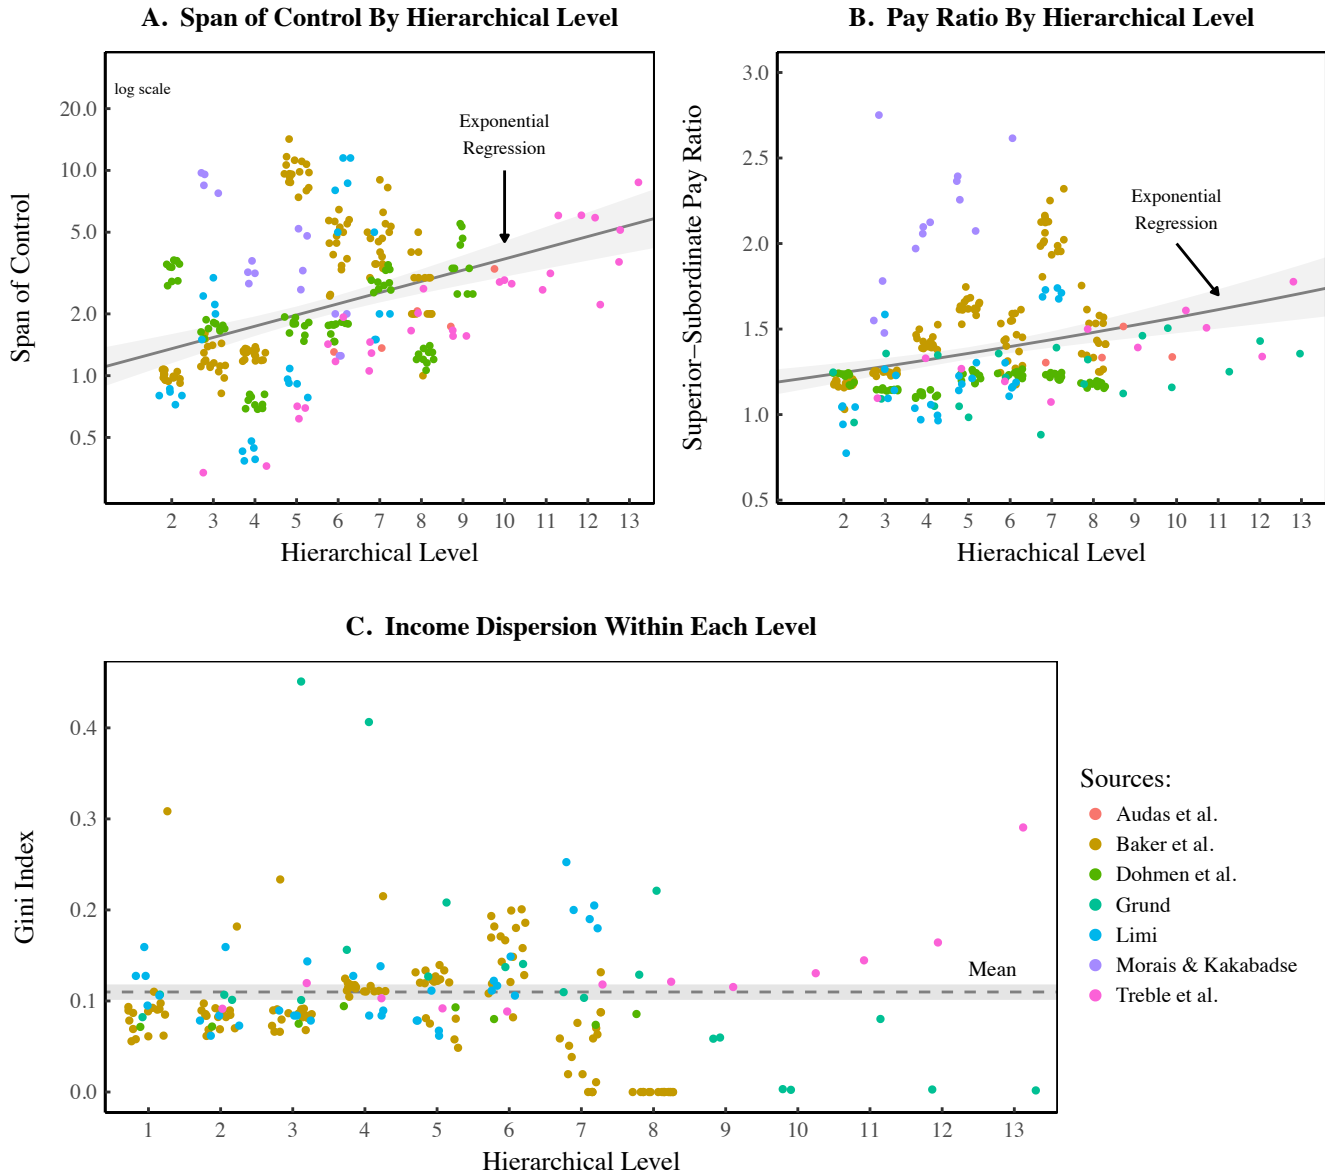 A. Span of Control By Hierarchical Level
log scale
20.0
10.0
5.0
2.0
1.0
0.5
Span of Control
Exponential
Regression
2 3 4 5 6 7 8 9 10 11 12 13
Hierarchical Level
B. Pay Ratio By Hierarchical Level
3.0
2.5
2.0
1.5
1.0
0.5
Superior–Subordinate Pay Ratio
Exponential
Regression
2 3 4 5 6 7 8 9 10 11 12 13
Hierachical Level
C. Income Dispersion Within Each Level
0.4
0.3
0.2
0.1
0.0
Gini Index
Mean
1 2 3 4 5 6 7 8 9 10 11 12 13
Hierarchical Level
Sources:
Audas et al.
Baker et al.
Dohmen et al.
Grund
Limi
Morais & Kakabadse
Treble et al.